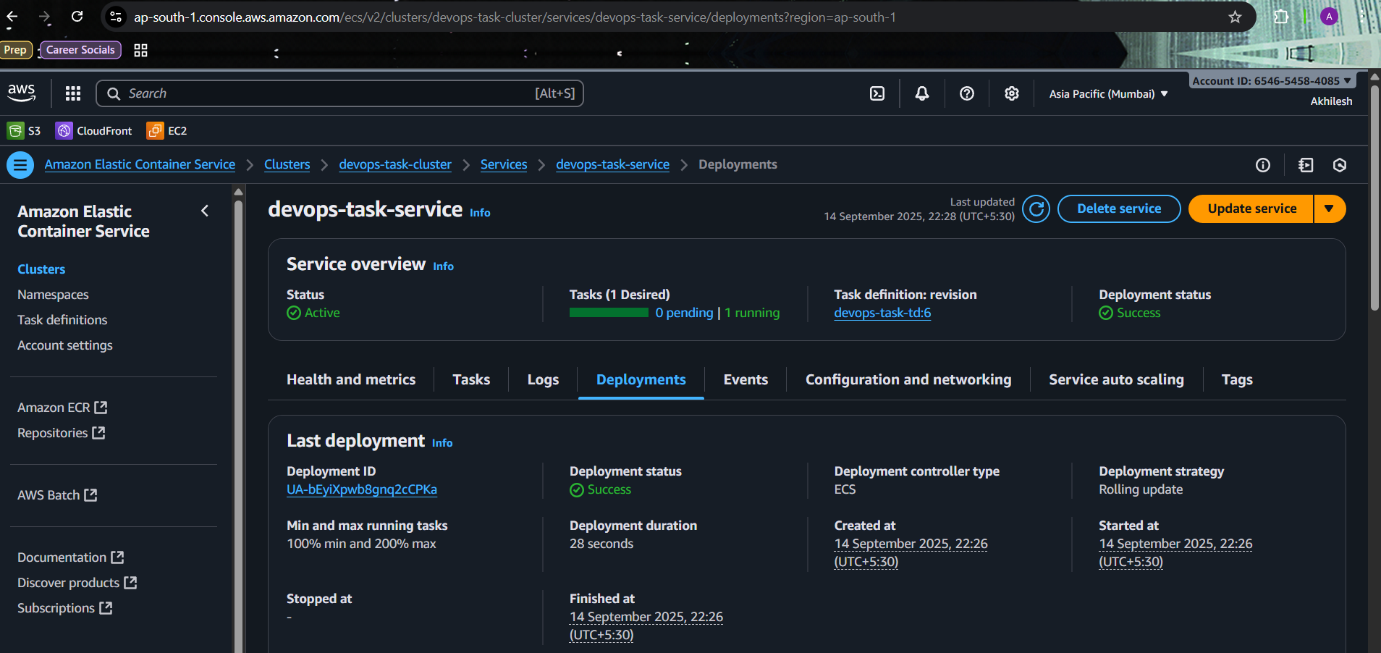 ap-south-1.console.aws.amazon.com/ecs/v2/clusters/devops-task-cluster/services/devops-task-service/deployments?region=ap-south-1
A
Prep
Career Socials
aws
Search
[Alt+S]
Asia Pacific (Mumbai)
Account ID: 6546-5458-4085
Akhilesh
S3
CloudFront
EC2
Amazon Elastic Container Service
Clusters
devops-task-cluster
Services
devops-task-service
Deployments
Amazon Elastic
Container Service
Clusters
Namespaces
Task definitions
Account settings
Amazon ECR
Repositories
AWS Batch
Documentation
Discover products
Subscriptions
devops-task-service Info
Last updated
14 September 2025, 22:28 (UTC+5:30)
Delete service
Update service
Service overview Info
Status
Active
Tasks (1 Desired)
0 pending | 1 running
Task definition: revision
devops-task-td:6
Deployment status
Success
Health and metrics
Tasks
Logs
Deployments
Events
Configuration and networking
Service auto scaling
Tags
Last deployment Info
Deployment ID
UA-bEyiXpwb8gnq2cCPKa
Deployment status
Success
Deployment controller type
ECS
Deployment strategy
Rolling update
Min and max running tasks
100% min and 200% max
Deployment duration
28 seconds
Created at
14 September 2025, 22:26
(UTC+5:30)
Started at
14 September 2025, 22:26
(UTC+5:30)
Stopped at
-
Finished at
14 September 2025, 22:26
(UTC+5:30)